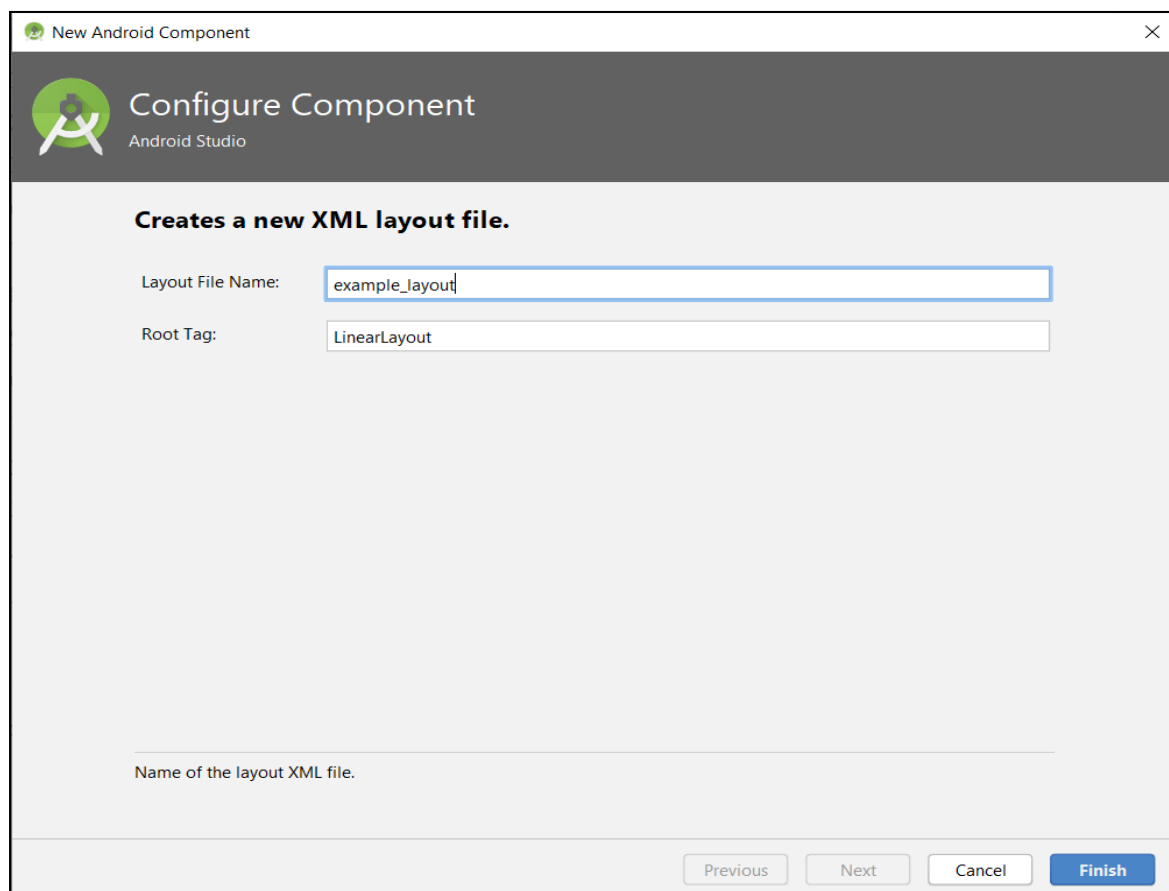 New Android Component
Configure Component
Android Studio
Creates a new XML layout file.
Layout File Name:
example_layout
Root Tag:
LinearLayout
Name of the layout XML file.
Previous
Next
Cancel
Finish